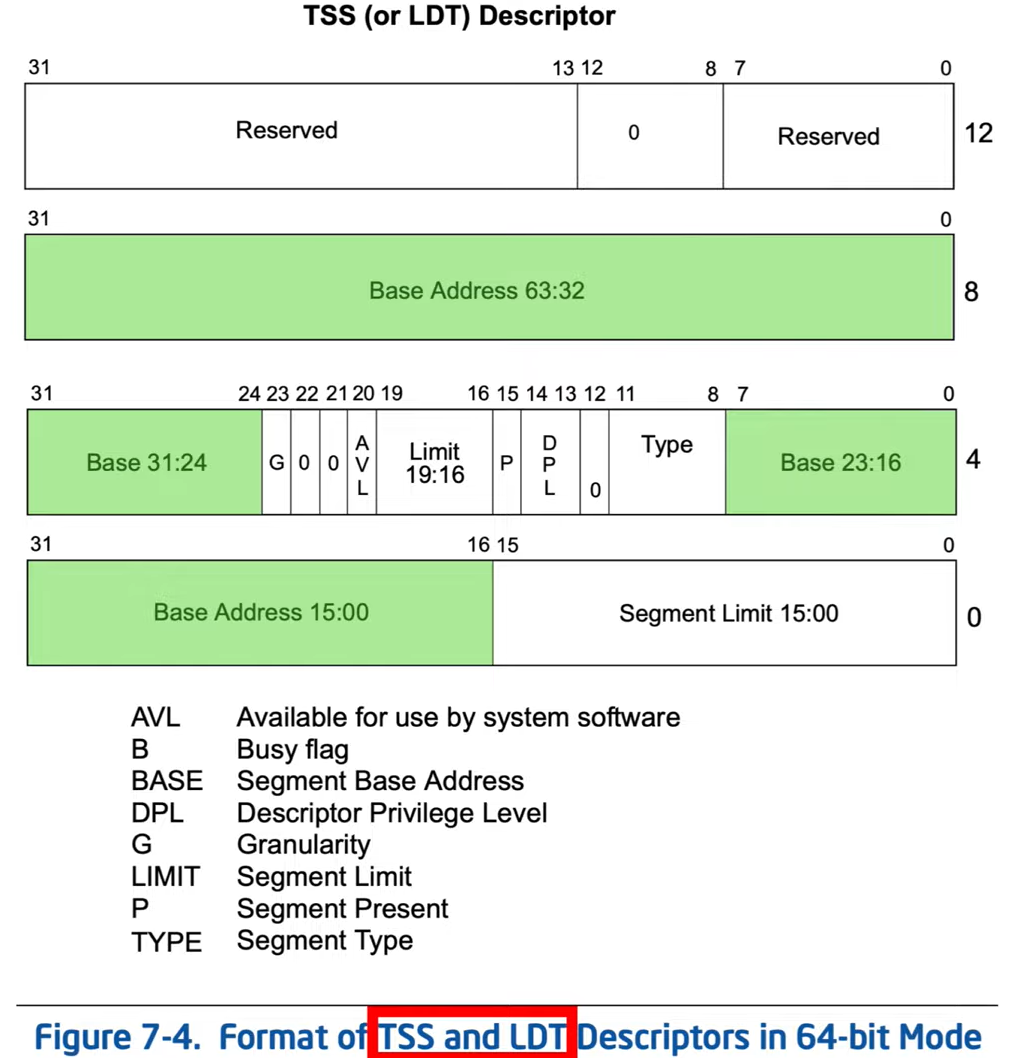 TSS (or LDT) Descriptor
31 13 12 8 7 0
Reserved 0 Reserved 12
31 0
Base Address 63:32 8
31 24 23 22 21 20 19 16 15 14 13 12 11 8 7 0
Base 31:24 G 0 0 AVL Limit 19:16 P DPL 0 Type Base 23:16 4
31 16 15 0
Base Address 15:00 Segment Limit 15:00 0
AVL Available for use by system software
B Busy flag
BASE Segment Base Address
DPL Descriptor Privilege Level
G Granularity
LIMIT Segment Limit
P Segment Present
TYPE Segment Type
Figure 7-4. Format of TSS and LDT Descriptors in 64-bit Mode